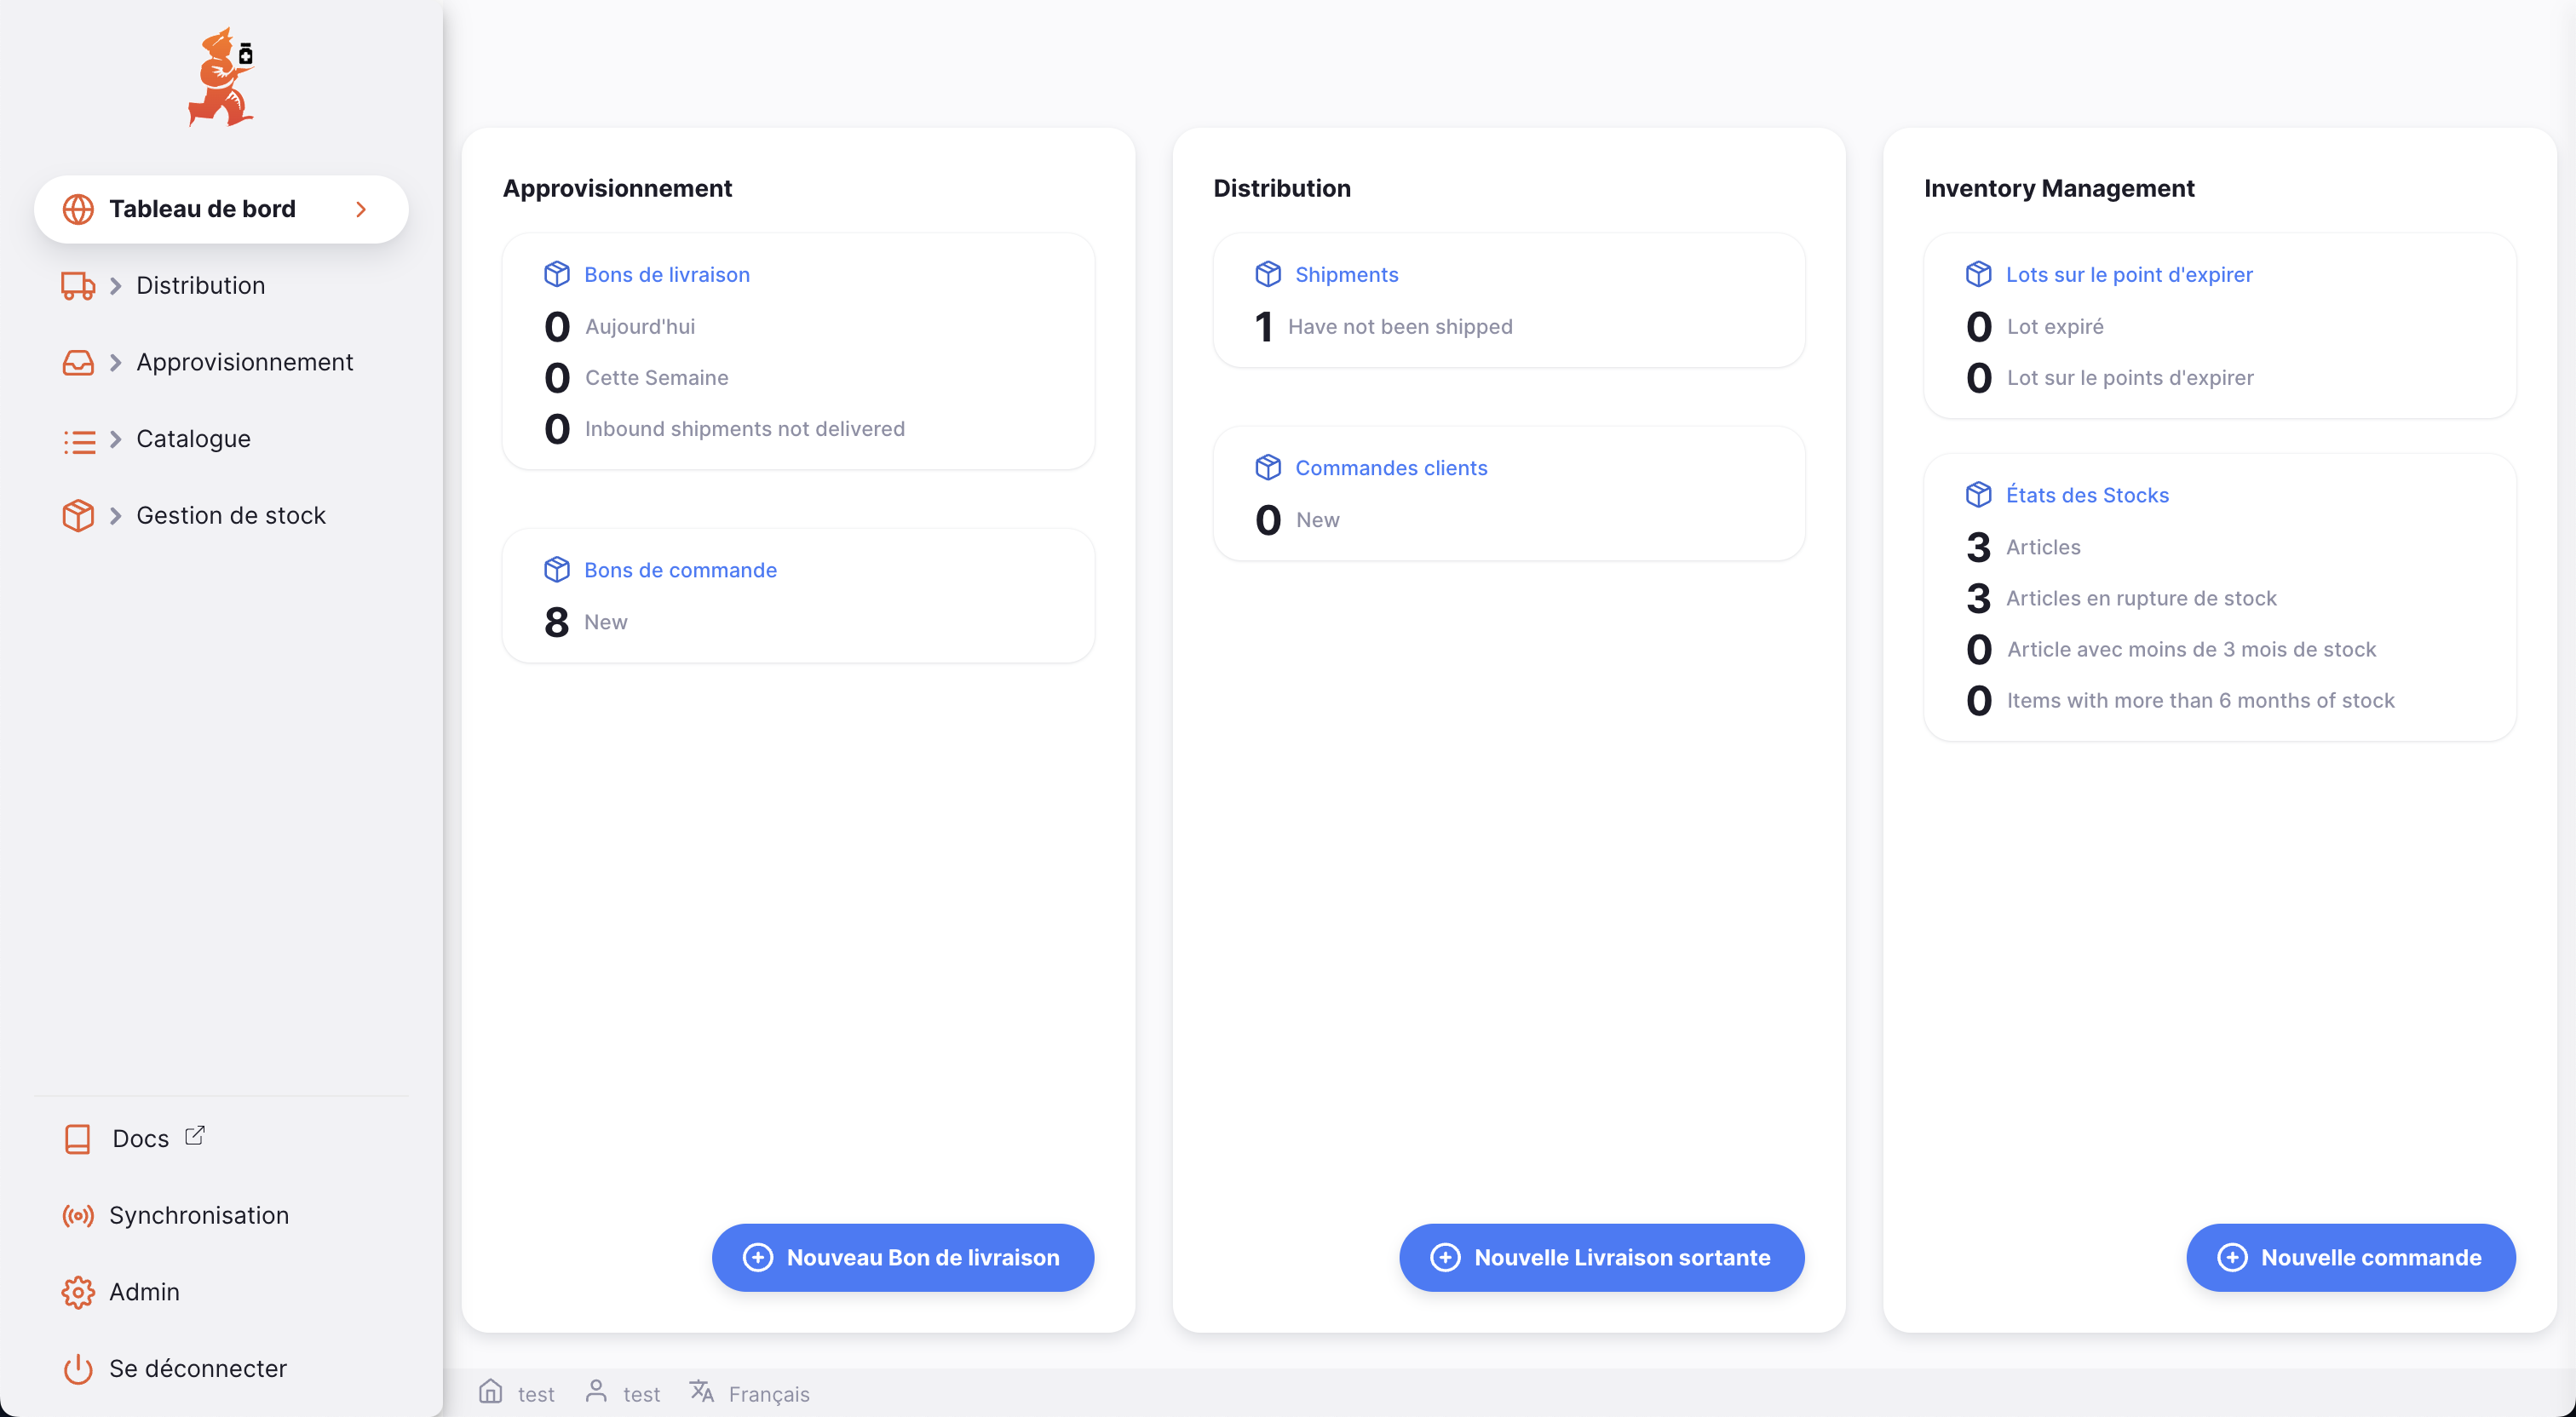 Tableau de bord
Distribution
Approvisionnement
Catalogue
Gestion de stock
Docs
Synchronisation
Admin
Se déconnecter
Approvisionnement
Bons de livraison
0 Aujourd'hui
0 Cette Semaine
0 Inbound shipments not delivered
Bons de commande
8 New
Nouveau Bon de livraison
Distribution
Shipments
1 Have not been shipped
Commandes clients
0 New
Nouvelle Livraison sortante
Inventory Management
Lots sur le point d'expirer
0 Lot expiré
0 Lot sur le points d'expirer
États des Stocks
3 Articles
3 Articles en rupture de stock
0 Article avec moins de 3 mois de stock
0 Items with more than 6 months of stock
Nouvelle commande
test test Français